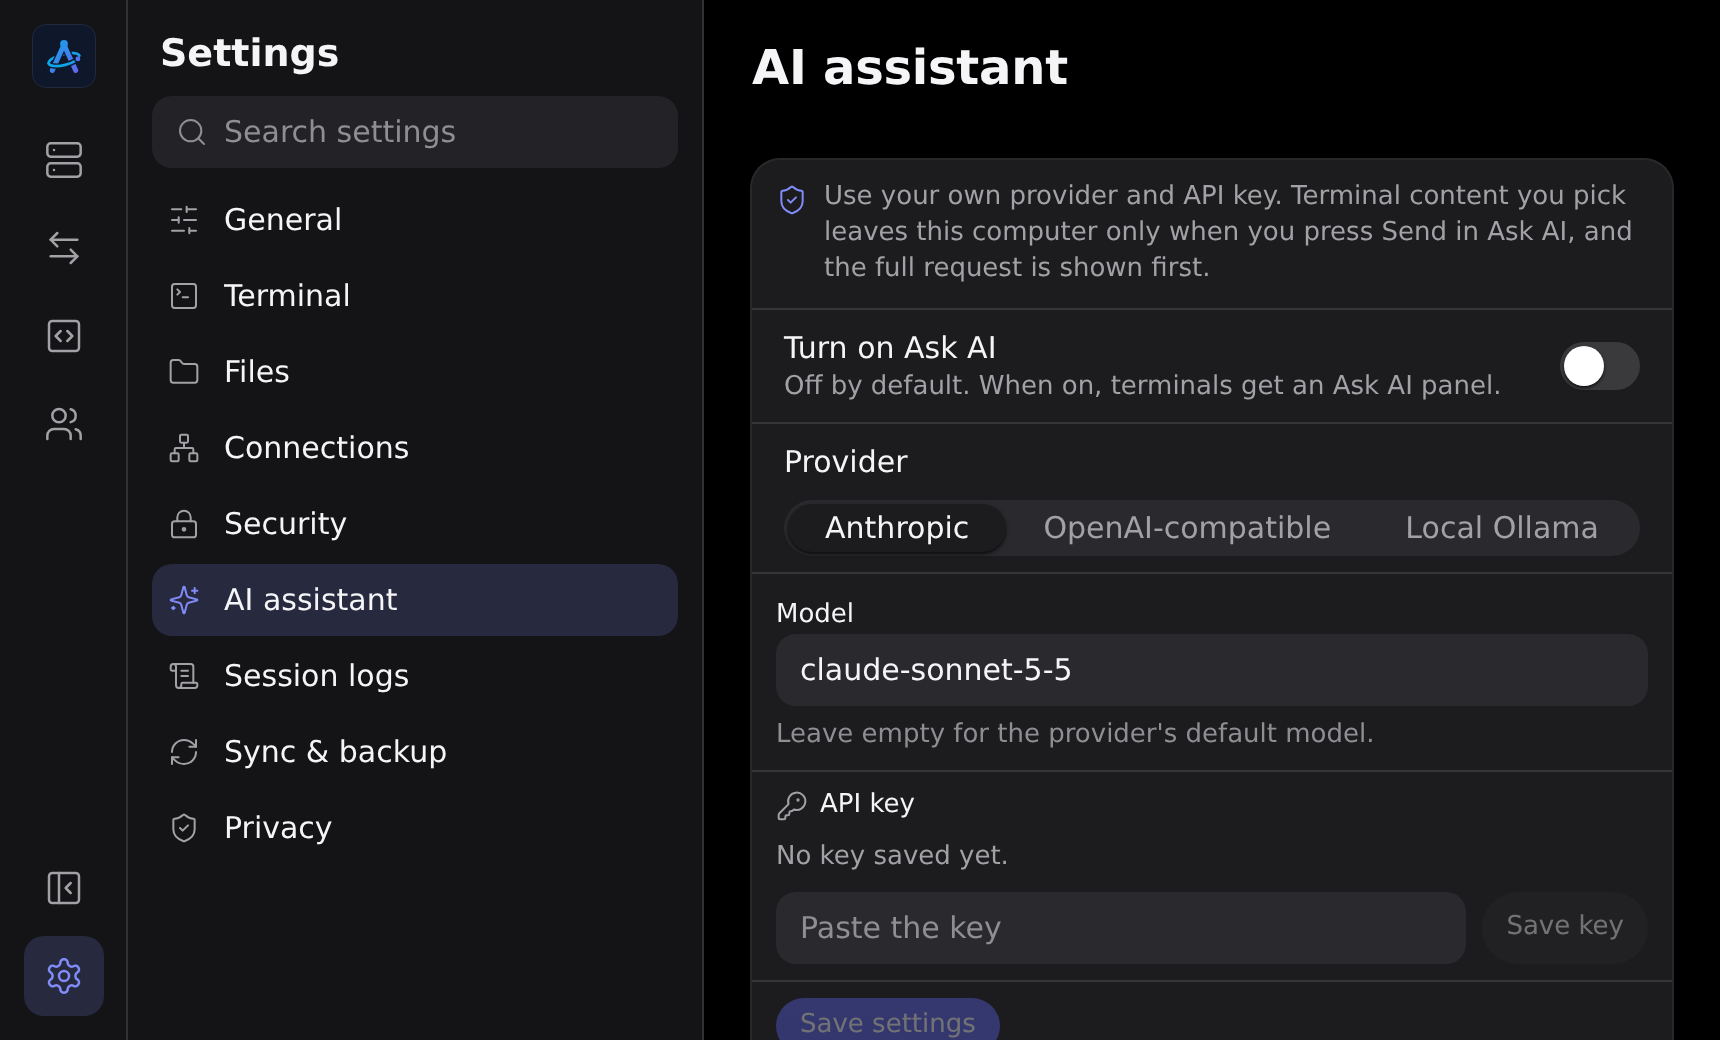 Settings
Search settings
General
Terminal
Files
Connections
Security
AI assistant
Session logs
Sync & backup
Privacy
AI assistant
Use your own provider and API key. Terminal content you pick
leaves this computer only when you press Send in Ask AI, and
the full request is shown first.
Turn on Ask AI
Off by default. When on, terminals get an Ask AI panel.
Provider
Anthropic
OpenAI-compatible
Local Ollama
Model
claude-sonnet-5-5
Leave empty for the provider's default model.
API key
No key saved yet.
Paste the key
Save key
Save settings